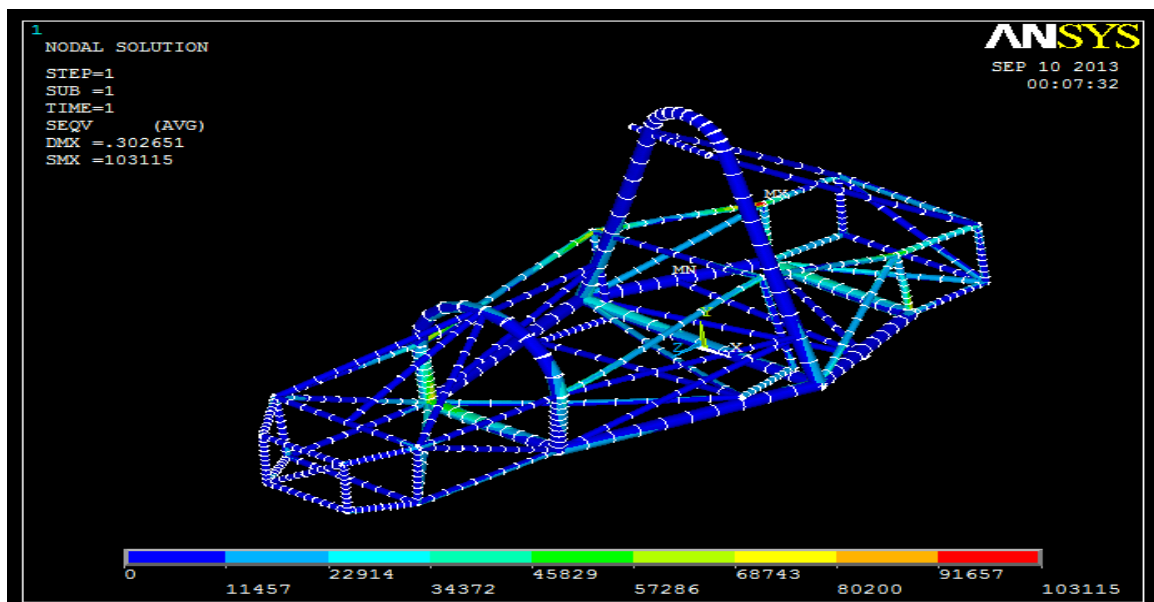 1
NODAL SOLUTION
STEP=1
SUB =1
TIME=1
SEQV (AVG)
DMX =.302651
SMX =103115
ANSYS
SEP 10 2013
00:07:32
MX
MN
Y
Z X
0 22914 45829 68743 91657
11457 34372 57286 80200 103115